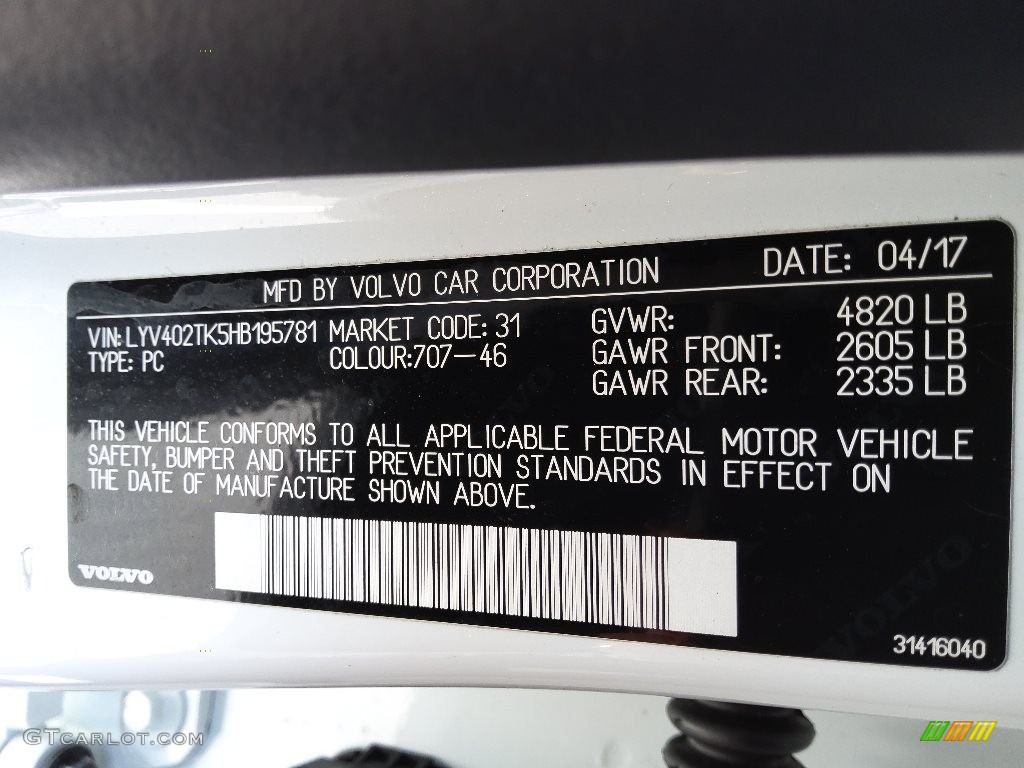 MFD BY VOLVO CAR CORPORATION DATE: 04/17
VIN: LYV402TK5HB195781 MARKET CODE: 31 GVWR: 4820 LB
TYPE: PC COLOUR:707-46 GAWR FRONT: 2605 LB
GAWR REAR: 2335 LB
THIS VEHICLE CONFORMS TO ALL APPLICABLE FEDERAL MOTOR VEHICLE
SAFETY, BUMPER AND THEFT PREVENTION STANDARDS IN EFFECT ON
THE DATE OF MANUFACTURE SHOWN ABOVE.
VOLVO
31416040
GTCARLOT.COM